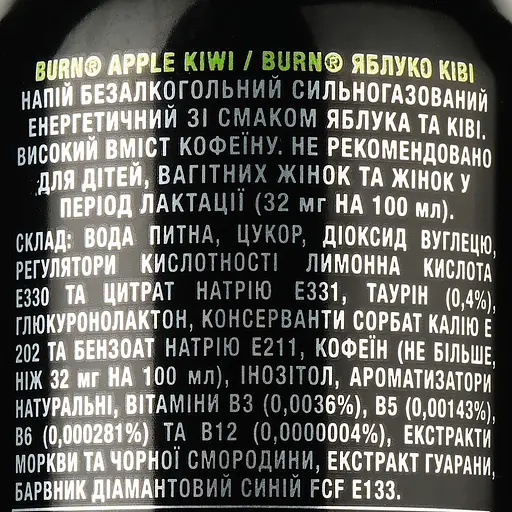 BURN® APPLE KIWI / BURN® ЯБЛУКО КІВІ
НАПІЙ БЕЗАЛКОГОЛЬНИЙ СИЛЬНОГАЗОВАНИЙ
ЕНЕРГЕТИЧНИЙ ЗІ СМАКОМ ЯБЛУКА ТА КІВІ.
ВИСОКИЙ ВМІСТ КОФЕЇНУ. НЕ РЕКОМЕНДОВАНО
ДЛЯ ДІТЕЙ, ВАГІТНИХ ЖІНОК ТА ЖІНОК У
ПЕРІОД ЛАКТАЦІЇ (32 мг НА 100 мл).
СКЛАД: ВОДА ПИТНА, ЦУКОР, ДІОКСИД ВУГЛЕЦЮ,
РЕГУЛЯТОРИ КИСЛОТНОСТІ ЛИМОННА КИСЛОТА
Е330 ТА ЦИТРАТ НАТРІЮ Е331, ТАУРІН (0,4%),
ГЛЮКУРОНОЛАКТОН, КОНСЕРВАНТИ СОРБАТ КАЛІЮ Е
202 ТА БЕНЗОАТ НАТРІЮ Е211, КОФЕЇН (НЕ БІЛЬШЕ,
НІЖ 32 мг НА 100 мл), ІНОЗІТОЛ, АРОМАТИЗАТОРИ
НАТУРАЛЬНІ, ВІТАМІНИ В3 (0,0036%), В5 (0,00143%),
В6 (0,000281%) ТА В12 (0,0000004%), ЕКСТРАКТИ
МОРКВИ ТА ЧОРНОЇ СМОРОДИНИ, ЕКСТРАКТ ГУАРАНИ,
БАРВНИК ДІАМАНТОВИЙ СИНІЙ FCF Е133.